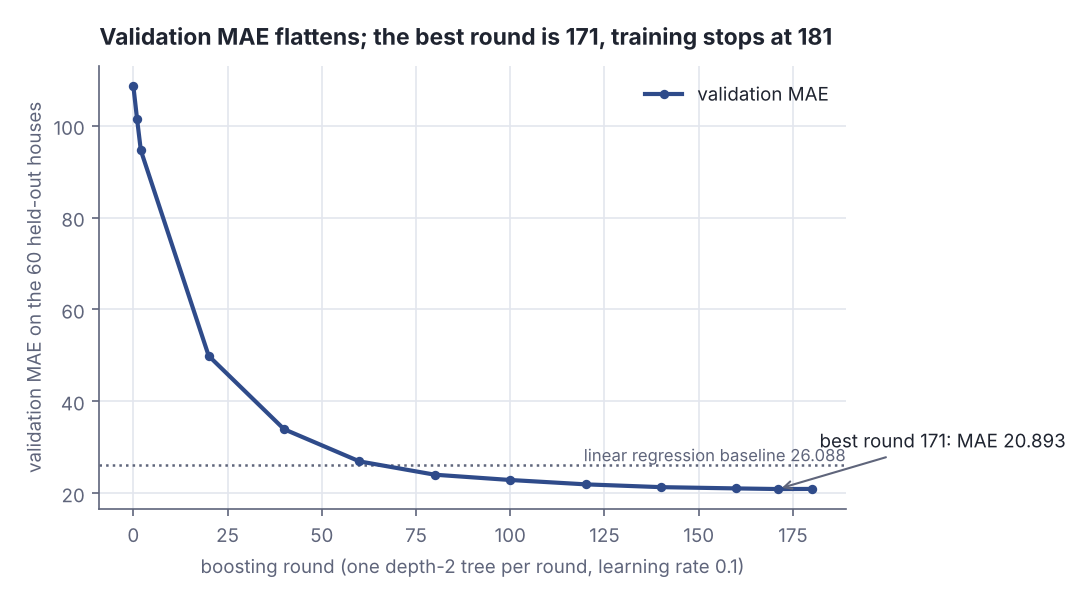 Validation MAE flattens; the best round is 171, training stops at 181
validation MAE
validation MAE on the 60 held-out houses
100
80
60
40
20
best round 171: MAE 20.893
linear regression baseline 26.088
0 25 50 75 100 125 150 175
boosting round (one depth-2 tree per round, learning rate 0.1)